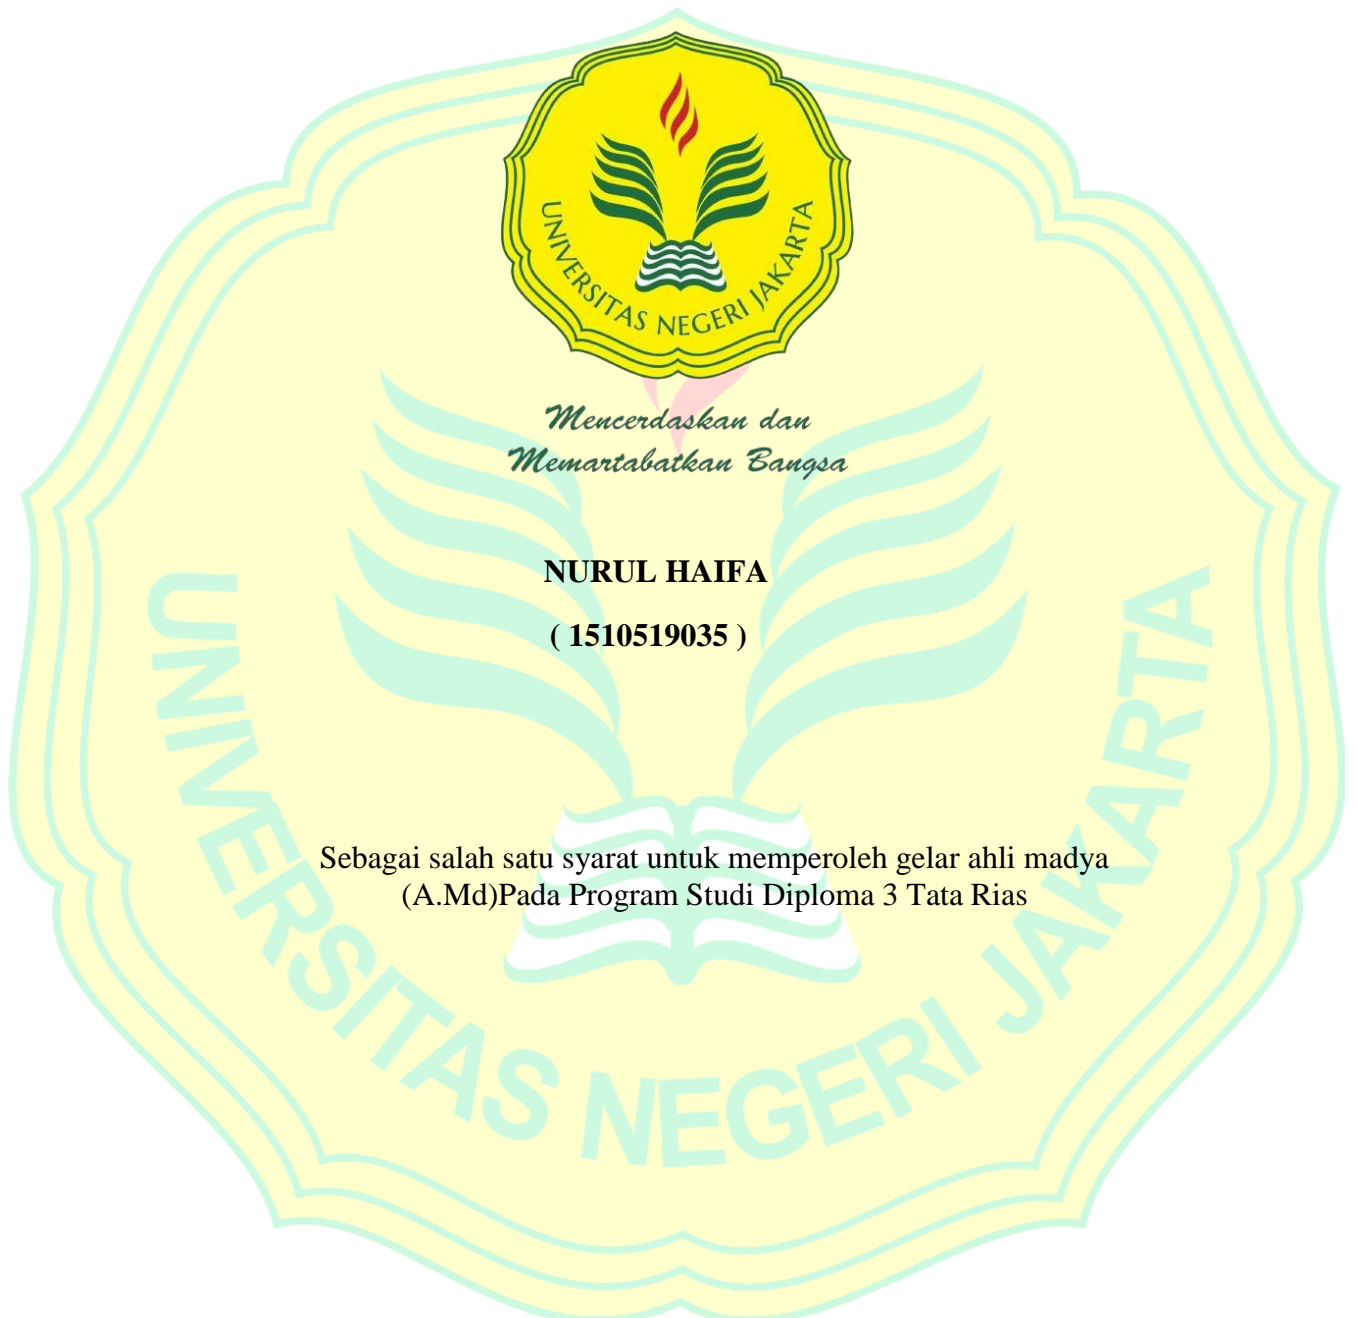 UNIVERSITAS NEGERI JAKARTA
Mencerdaskan dan
Memartabatkan Bangsa
NURUL HAIFA
( 1510519035 )
Sebagai salah satu syarat untuk memperoleh gelar ahli madya
(A.Md)Pada Program Studi Diploma 3 Tata Rias
UNIVERSITAS NEGERI JAKARTA